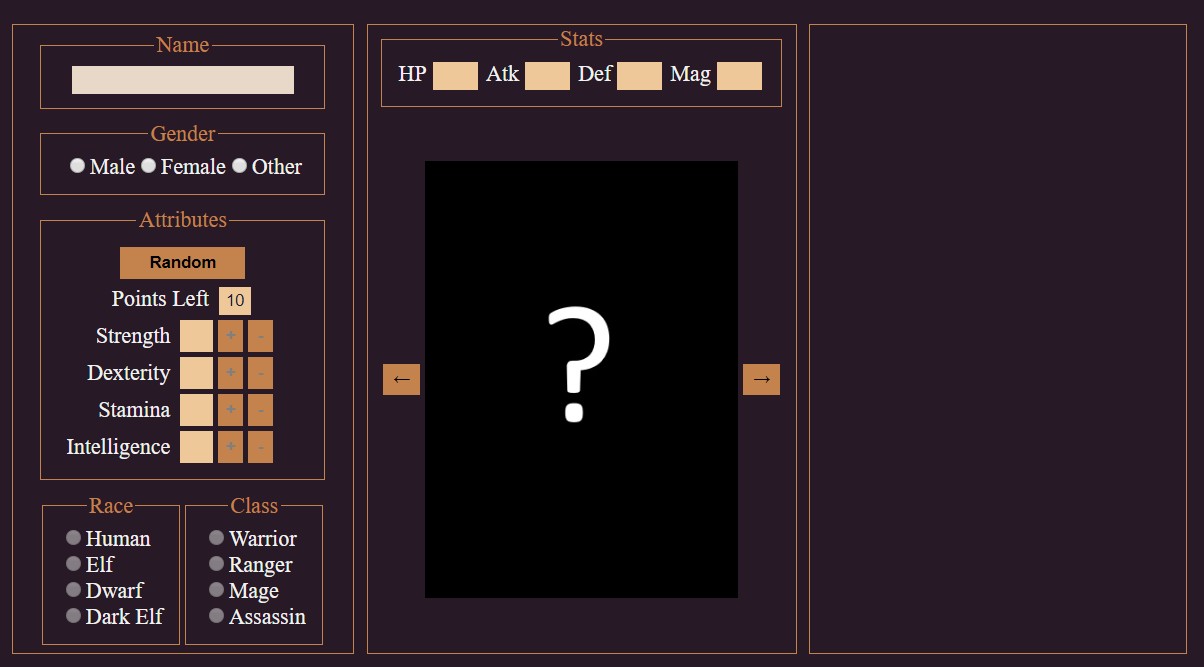 Name
Gender
Male Female Other
Attributes
Random
Points Left 10
Strength + -
Dexterity + -
Stamina + -
Intelligence + -
Race
Human
Elf
Dwarf
Dark Elf
Class
Warrior
Ranger
Mage
Assassin
Stats
HP Atk Def Mag
?
← →